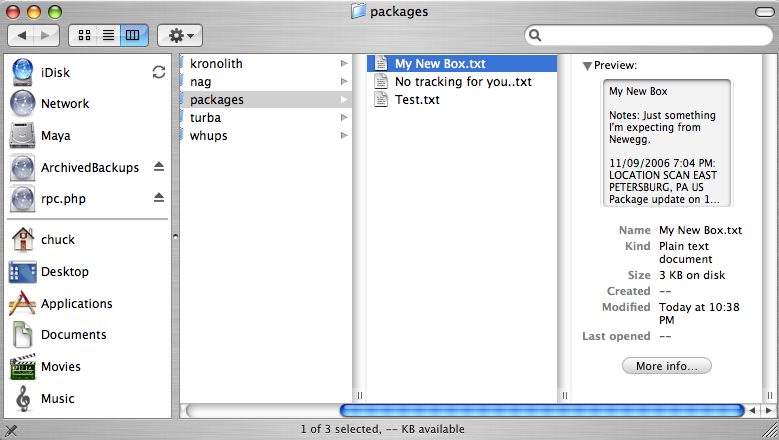 packages
iDisk
Network
Maya
ArchivedBackups
rpc.php
chuck
Desktop
Applications
Documents
Movies
Music
kronolith
nag
packages
turba
whups
My New Box.txt
No tracking for you..txt
Test.txt
Preview:
My New Box
Notes: Just something
I'm expecting from
Newegg.
11/09/2006 7:04 PM:
LOCATION SCAN EAST
PETERSBURG, PA US
Package update on 1...
Name My New Box.txt
Kind Plain text
document
Size 3 KB on disk
Created --
Modified Today at 10:38
PM
Last opened --
More info...
1 of 3 selected, -- KB available